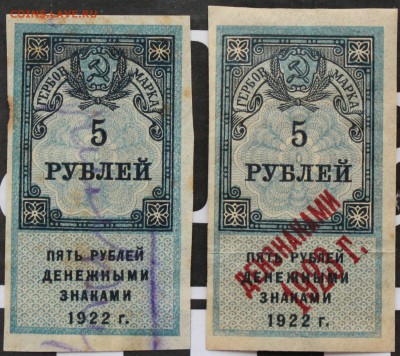 COINS.LAVE.RU
ГЕРБОВ. МАРКА
5
РУБЛЕЙ
ПЯТЬ РУБЛЕЙ
ДЕНЕЖНЫМИ
ЗНАКАМИ
1922 г.
ГЕРБОВ. МАРКА
5
РУБЛЕЙ
ПЯТЬ РУБЛЕЙ
ДЕНЕЖНЫМИ
ЗНАКАМИ
1922 г.
ДЕНЗНАКАМИ
1923 г.